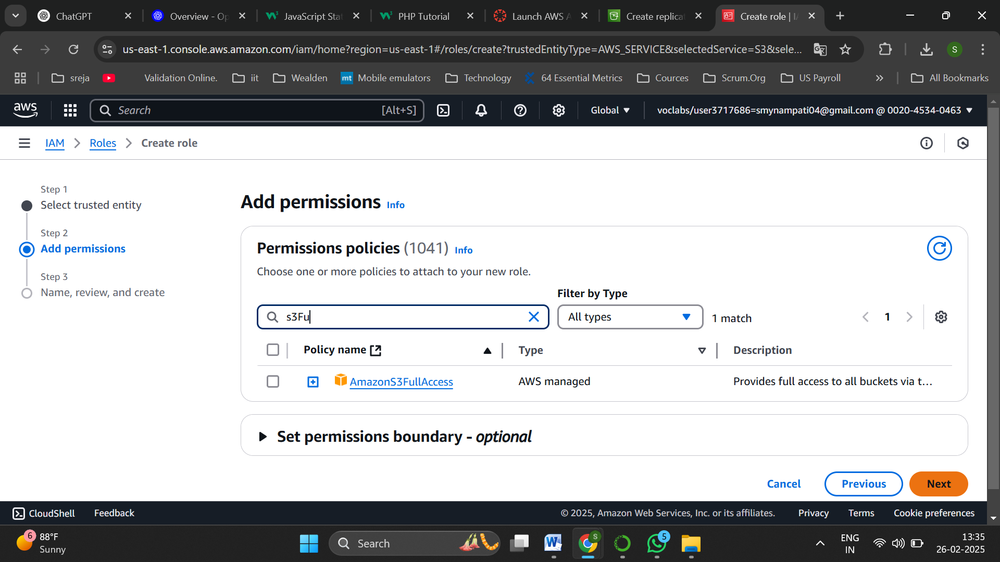 ChatGPT
Overview - Op
JavaScript Stat
PHP Tutorial
Launch AWS A
Create replicat
Create role | I
us-east-1.console.aws.amazon.com/iam/home?region=us-east-1#/roles/create?trustedEntityType=AWS_SERVICE&selectedService=S3&sele...
S
sreja
Validation Online.
iit
Wealden
mt Mobile emulators
Technology
64 Essential Metrics
Cources
Scrum.Org
US Payroll
All Bookmarks
aws
Search [Alt+S]
Global
voclabs/user3717686=smynampati04@gmail.com @ 0020-4534-0463
IAM
Roles
Create role
Step 1
Select trusted entity
Step 2
Add permissions
Step 3
Name, review, and create
Add permissions Info
Permissions policies (1041) Info
Choose one or more policies to attach to your new role.
Filter by Type
s3Fu
All types
1 match
1
Policy name
Type
Description
AmazonS3FullAccess
AWS managed
Provides full access to all buckets via t...
Set permissions boundary - optional
Cancel
Previous
Next
CloudShell
Feedback
© 2025, Amazon Web Services, Inc. or its affiliates.
Privacy
Terms
Cookie preferences
6
88°F
Sunny
Search
W
S
5
ENG
IN
13:35
26-02-2025